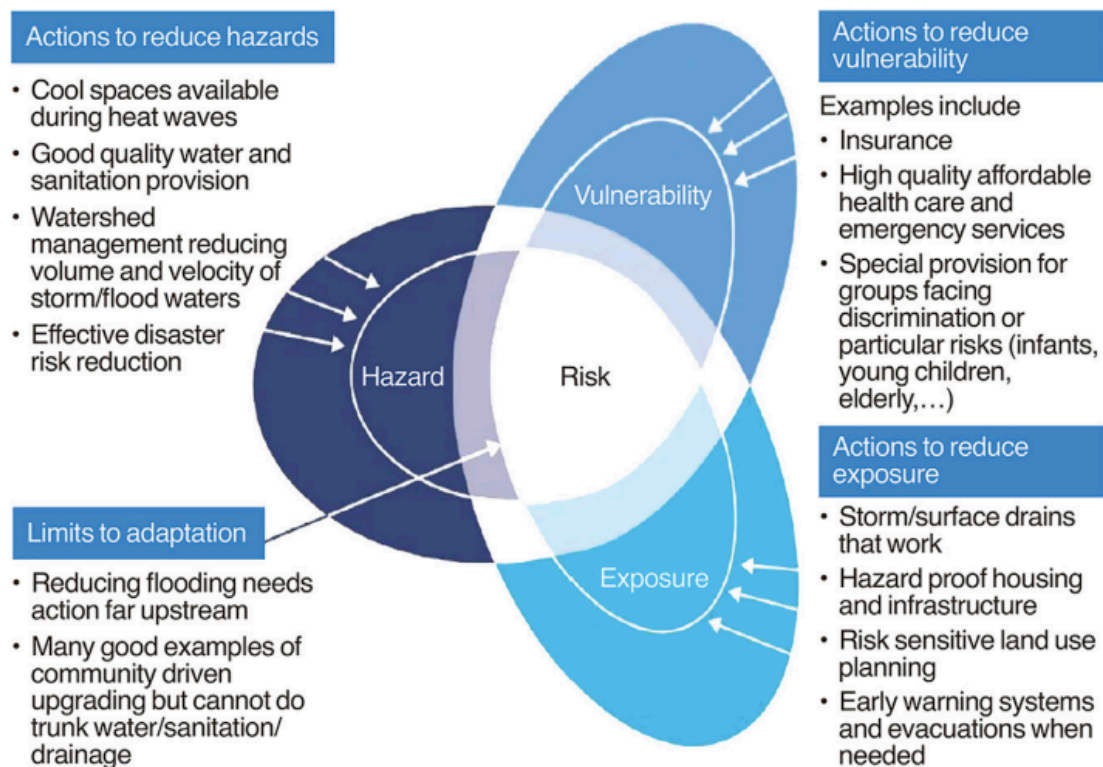 Actions to reduce hazards
• Cool spaces available
during heat waves
• Good quality water and
sanitation provision
• Watershed
management reducing
volume and velocity of
storm/flood waters
• Effective disaster
risk reduction
Limits to adaptation
• Reducing flooding needs
action far upstream
• Many good examples of
community driven
upgrading but cannot do
trunk water/sanitation/
drainage
Vulnerability
Hazard
Risk
Exposure
Actions to reduce
vulnerability
Examples include
• Insurance
• High quality affordable
health care and
emergency services
• Special provision for
groups facing
discrimination or
particular risks (infants,
young children,
elderly,...)
Actions to reduce
exposure
• Storm/surface drains
that work
• Hazard proof housing
and infrastructure
• Risk sensitive land use
planning
• Early warning systems
and evacuations when
needed